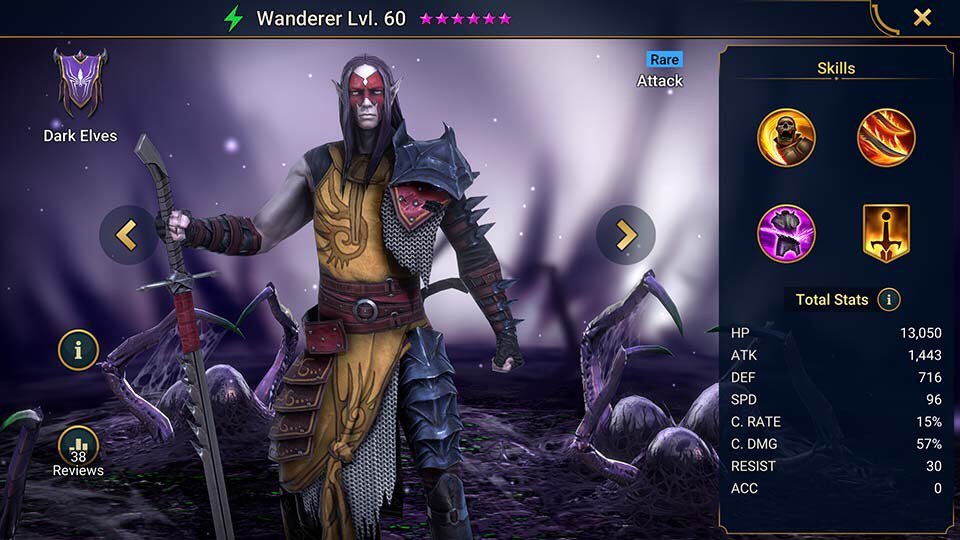 Wanderer Lvl. 60
Dark Elves
Rare
Attack
38
Reviews
Skills
Total Stats
HP 13,050
ATK 1,443
DEF 716
SPD 96
C. RATE 15%
C. DMG 57%
RESIST 30
ACC 0